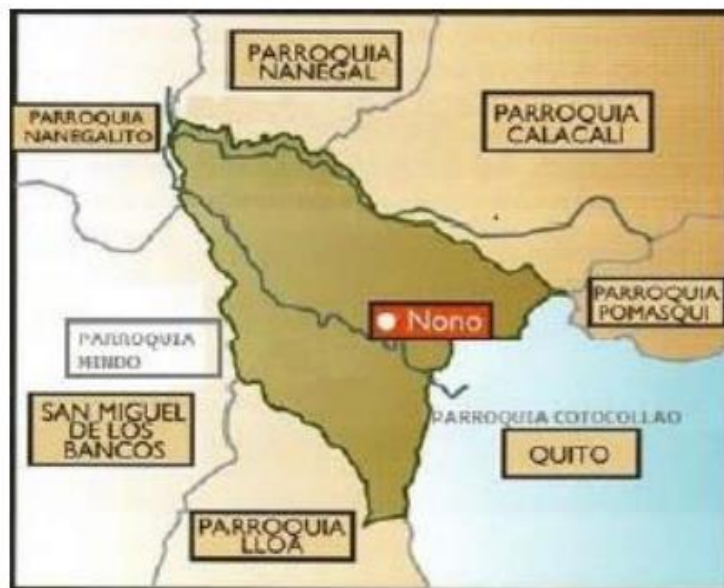 PARROQUIA
NANEGAL
PARROQUIA
NANEGALITO
PARROQUIA
CALACALI
PARROQUIA
POMASQUI
Nono
PARROQUIA
MINDO
SAN MIGUEL
DE LOS
BANCOS
PARROQUIA COTOCOLLAO
QUITO
PARROQUIA
LLOA